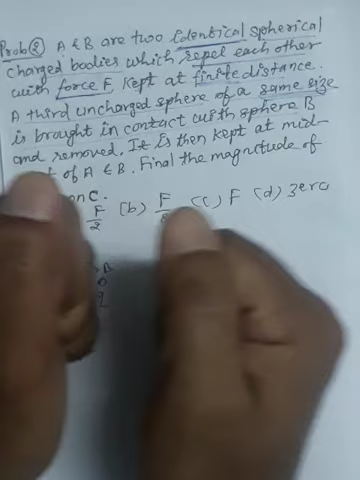 Prob② A & B are two identical spherical
charged bodies which repel each other
with force F kept at finite distance.
A third uncharged sphere of a same size
is brought in contact with sphere B
and removed. It is then kept at mid-
of A & B. Final the magnitude of
on C.
F/2 (b) F/ (c) F (d) zero
B
q